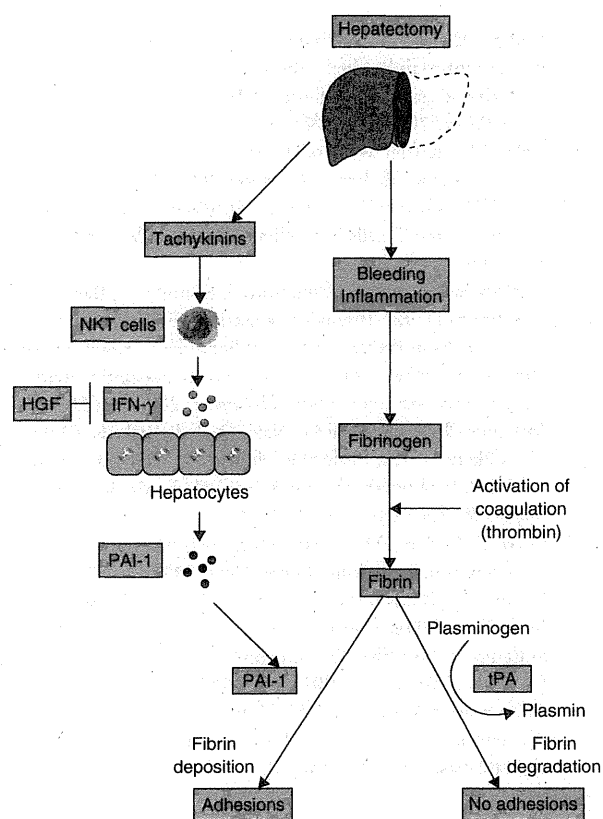 Hepatectomy
Tachykinins
Bleeding
Inflammation
NKT cells
HGF
IFN-γ
Fibrinogen
Hepatocytes
Activation of
coagulation
(thrombin)
PAI-1
Fibrin
Plasminogen
PAI-1
tPA
Plasmin
Fibrin
deposition
Fibrin
degradation
Adhesions
No adhesions